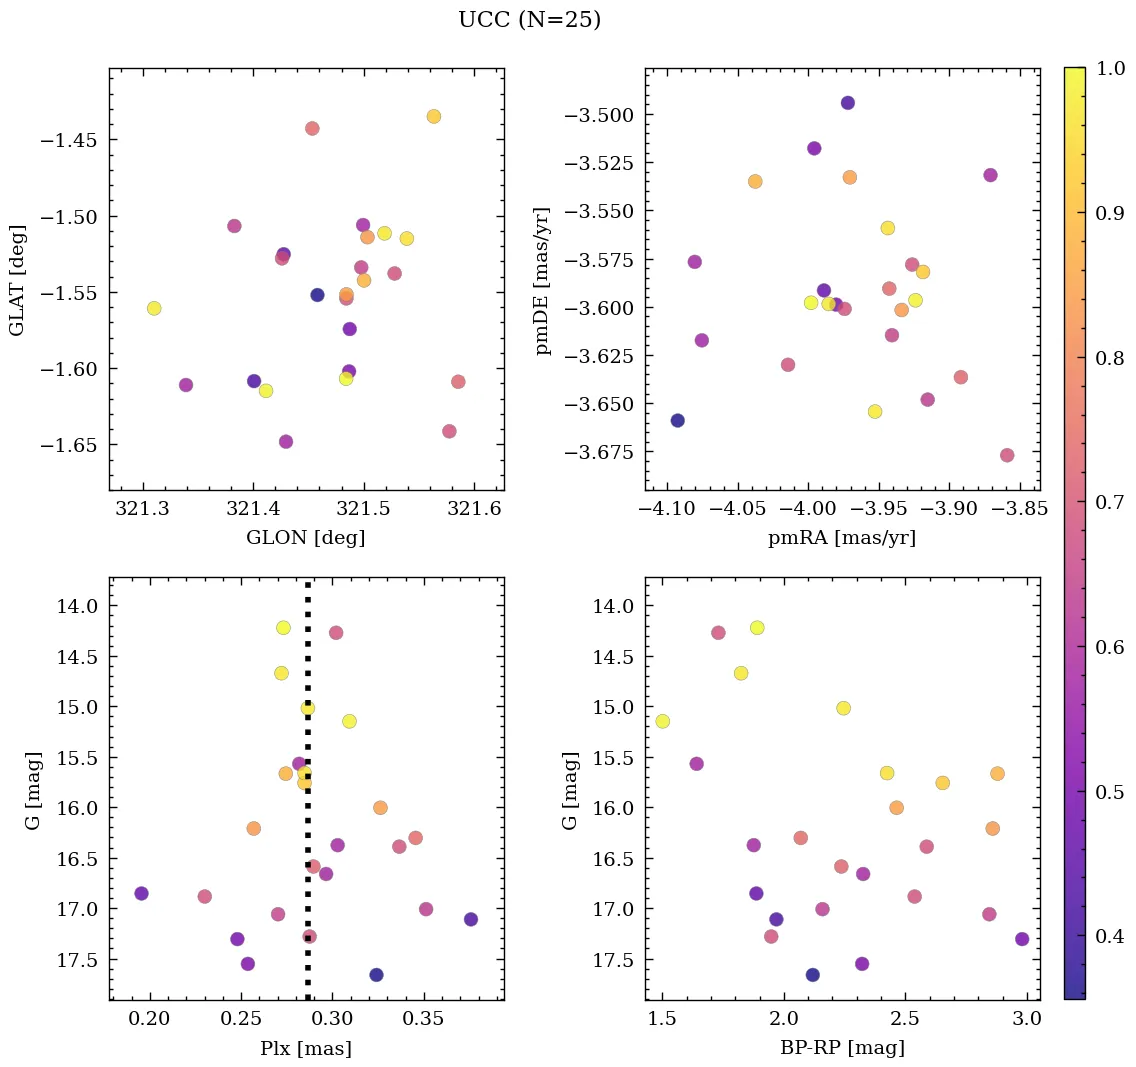 UCC (N=25)
−1.45
−1.50
−1.55
−1.60
−1.65
GLAT [deg]
321.3 321.4 321.5 321.6
GLON [deg]
−3.500
−3.525
−3.550
−3.575
−3.600
−3.625
−3.650
−3.675
pmDE [mas/yr]
−4.10 −4.05 −4.00 −3.95 −3.90 −3.85
pmRA [mas/yr]
14.0
14.5
15.0
15.5
16.0
16.5
17.0
17.5
G [mag]
0.20 0.25 0.30 0.35
Plx [mas]
14.0
14.5
15.0
15.5
16.0
16.5
17.0
17.5
G [mag]
1.5 2.0 2.5 3.0
BP-RP [mag]
1.0
0.9
0.8
0.7
0.6
0.5
0.4